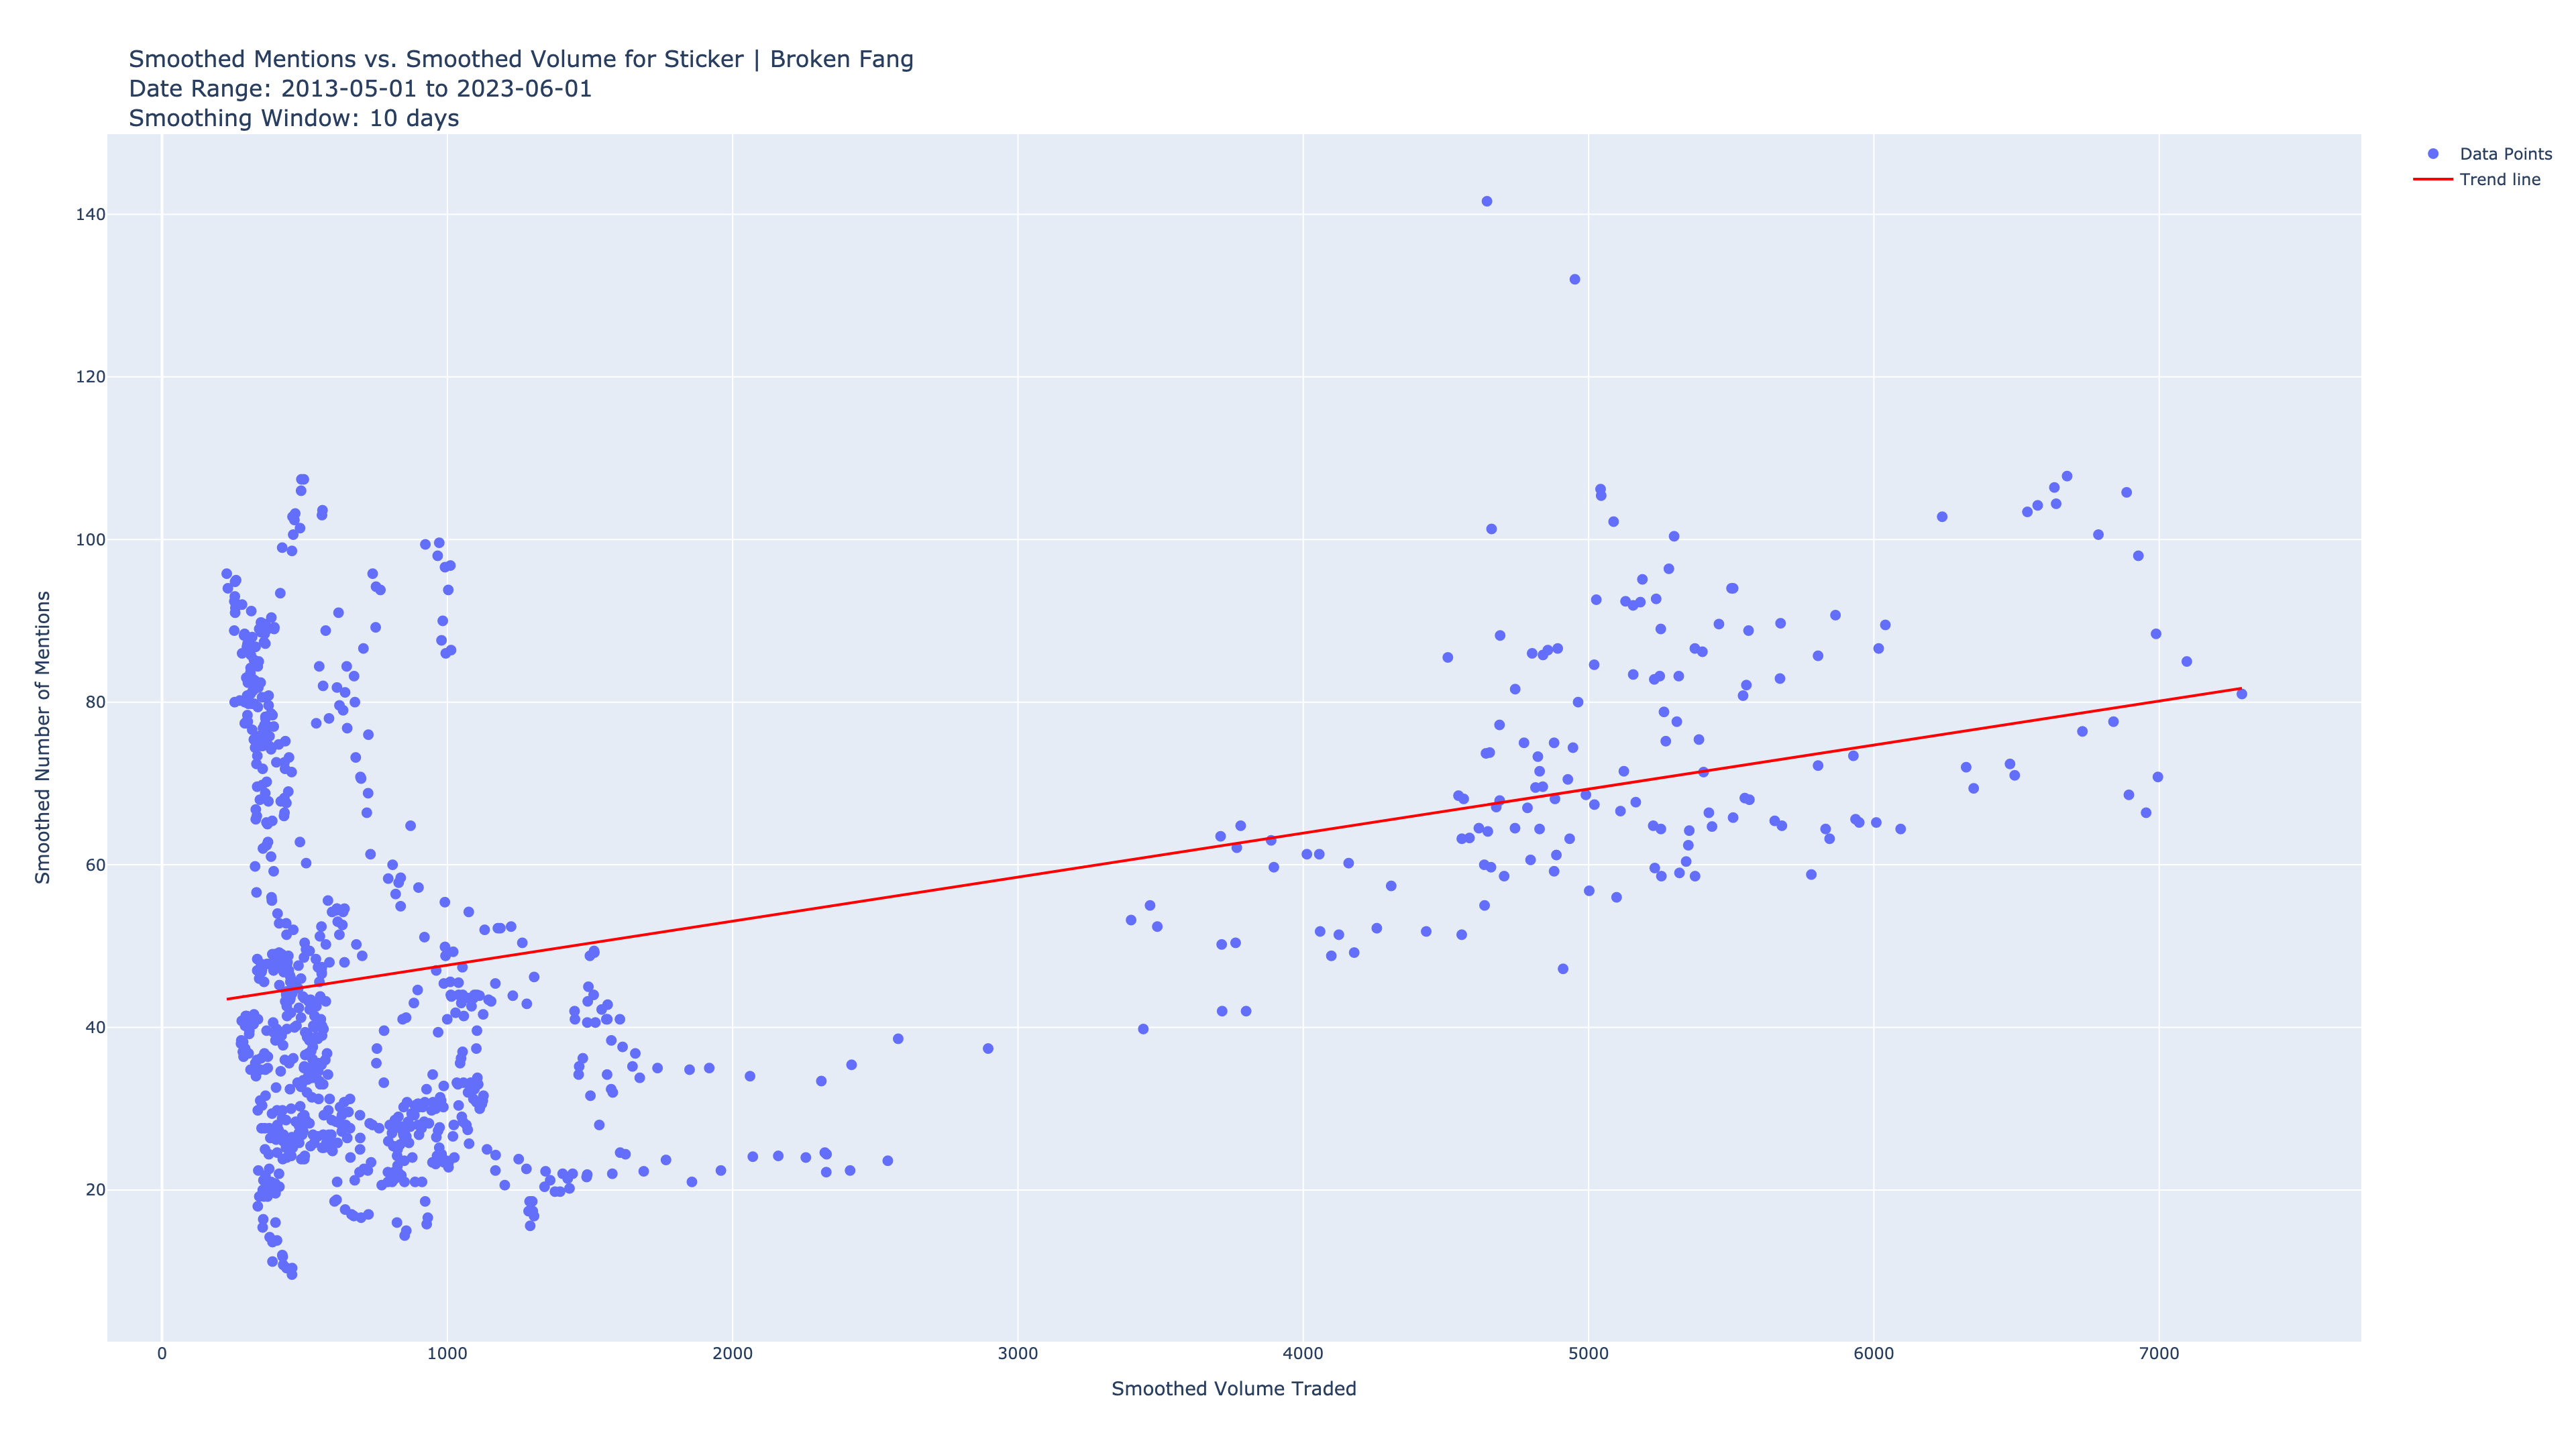 Smoothed Mentions vs. Smoothed Volume for Sticker | Broken Fang
Date Range: 2013-05-01 to 2023-06-01
Smoothing Window: 10 days
Data Points
Trend line
140
120
100
80
60
40
20
Smoothed Number of Mentions
0 1000 2000 3000 4000 5000 6000 7000
Smoothed Volume Traded